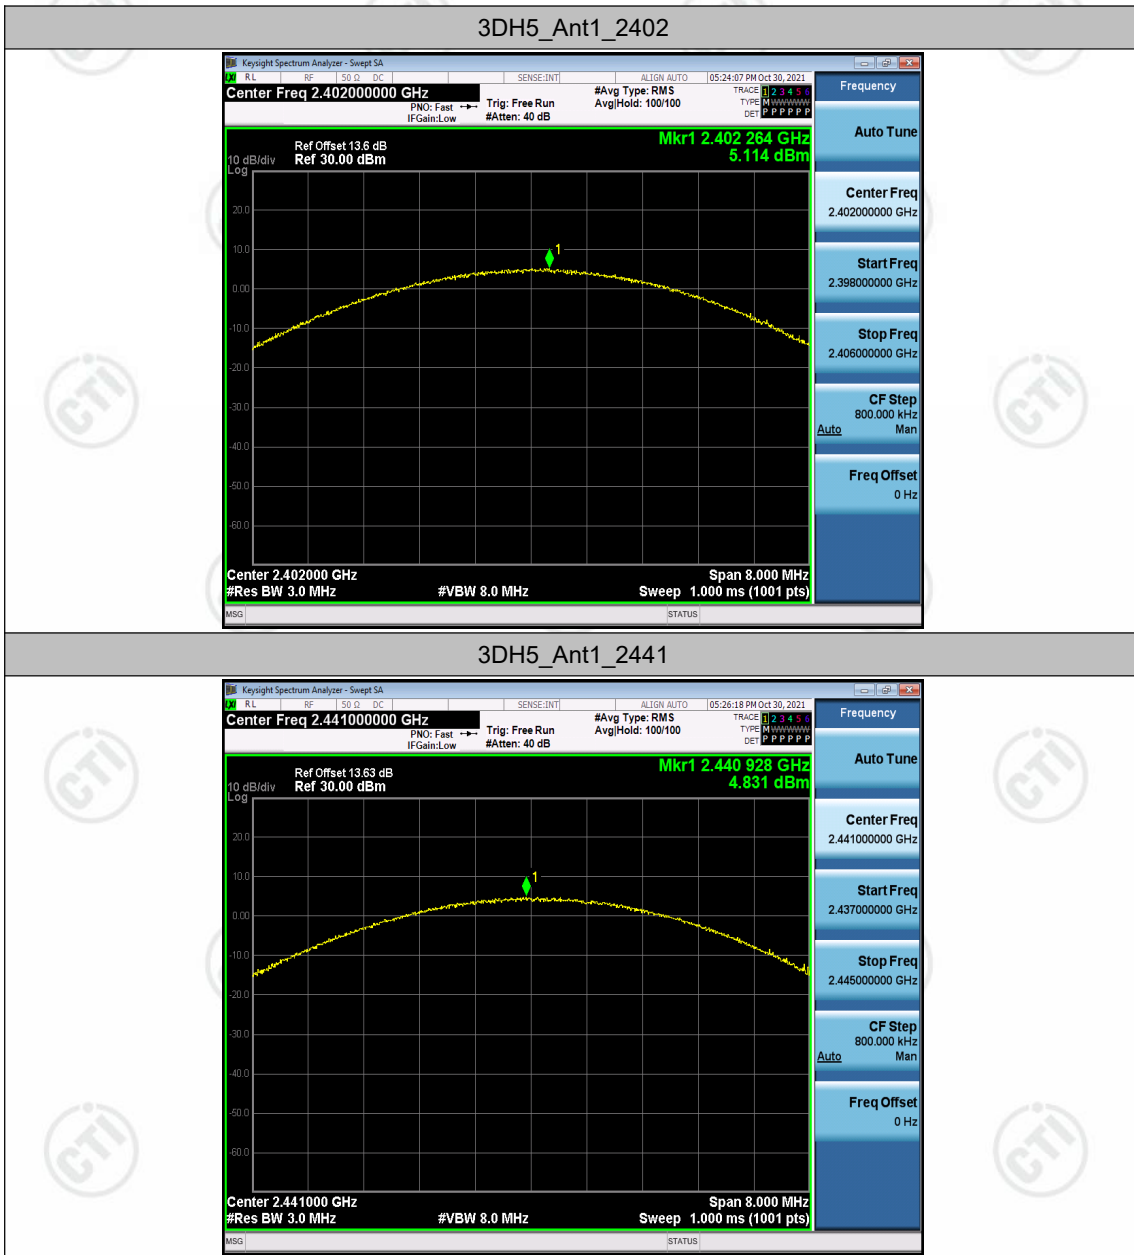 3DH5_Ant1_2402
Keysight Spectrum Analyzer - Swept SA
LXI RL RF 50 Ω DC SENSE:INT ALIGN AUTO 05:24:07 PM Oct 30, 2021
Center Freq 2.402000000 GHz
PNO: Fast
IFGain:Low
Trig: Free Run
#Atten: 40 dB
#Avg Type: RMS
Avg|Hold: 100/100
TRACE 1 2 3 4 5 6
TYPE M WWWWW
DET P P P P P P
Frequency
Auto Tune
Mkr1 2.402 264 GHz
5.114 dBm
Ref Offset 13.6 dB
10 dB/div Ref 30.00 dBm
Log
20.0
10.0
0.00
-10.0
-20.0
-30.0
-40.0
-50.0
-60.0
1
Center Freq
2.402000000 GHz
Start Freq
2.398000000 GHz
Stop Freq
2.406000000 GHz
CF Step
800.000 kHz
Auto Man
Freq Offset
0 Hz
Center 2.402000 GHz Span 8.000 MHz
#Res BW 3.0 MHz #VBW 8.0 MHz Sweep 1.000 ms (1001 pts)
MSG STATUS
3DH5_Ant1_2441
Keysight Spectrum Analyzer - Swept SA
LXI RL RF 50 Ω DC SENSE:INT ALIGN AUTO 05:26:18 PM Oct 30, 2021
Center Freq 2.441000000 GHz
PNO: Fast
IFGain:Low
Trig: Free Run
#Atten: 40 dB
#Avg Type: RMS
Avg|Hold: 100/100
TRACE 1 2 3 4 5 6
TYPE M WWWWW
DET P P P P P P
Frequency
Auto Tune
Mkr1 2.440 928 GHz
4.831 dBm
Ref Offset 13.63 dB
10 dB/div Ref 30.00 dBm
Log
20.0
10.0
0.00
-10.0
-20.0
-30.0
-40.0
-50.0
-60.0
1
Center Freq
2.441000000 GHz
Start Freq
2.437000000 GHz
Stop Freq
2.445000000 GHz
CF Step
800.000 kHz
Auto Man
Freq Offset
0 Hz
Center 2.441000 GHz Span 8.000 MHz
#Res BW 3.0 MHz #VBW 8.0 MHz Sweep 1.000 ms (1001 pts)
MSG STATUS
CTI
CTI
CTI
CTI
CTI
CTI